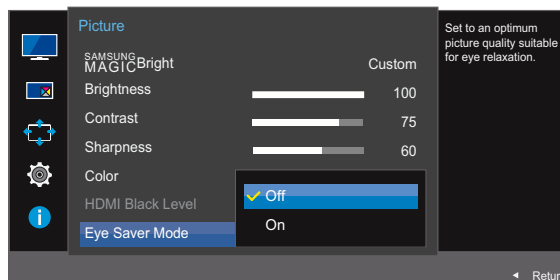 Picture
SAMSUNG
MAGICBright Custom
Brightness 100
Contrast 75
Sharpness 60
Color
HDMI Black Level
Eye Saver Mode
Off
On
Set to an optimum
picture quality suitable
for eye relaxation.
Retur